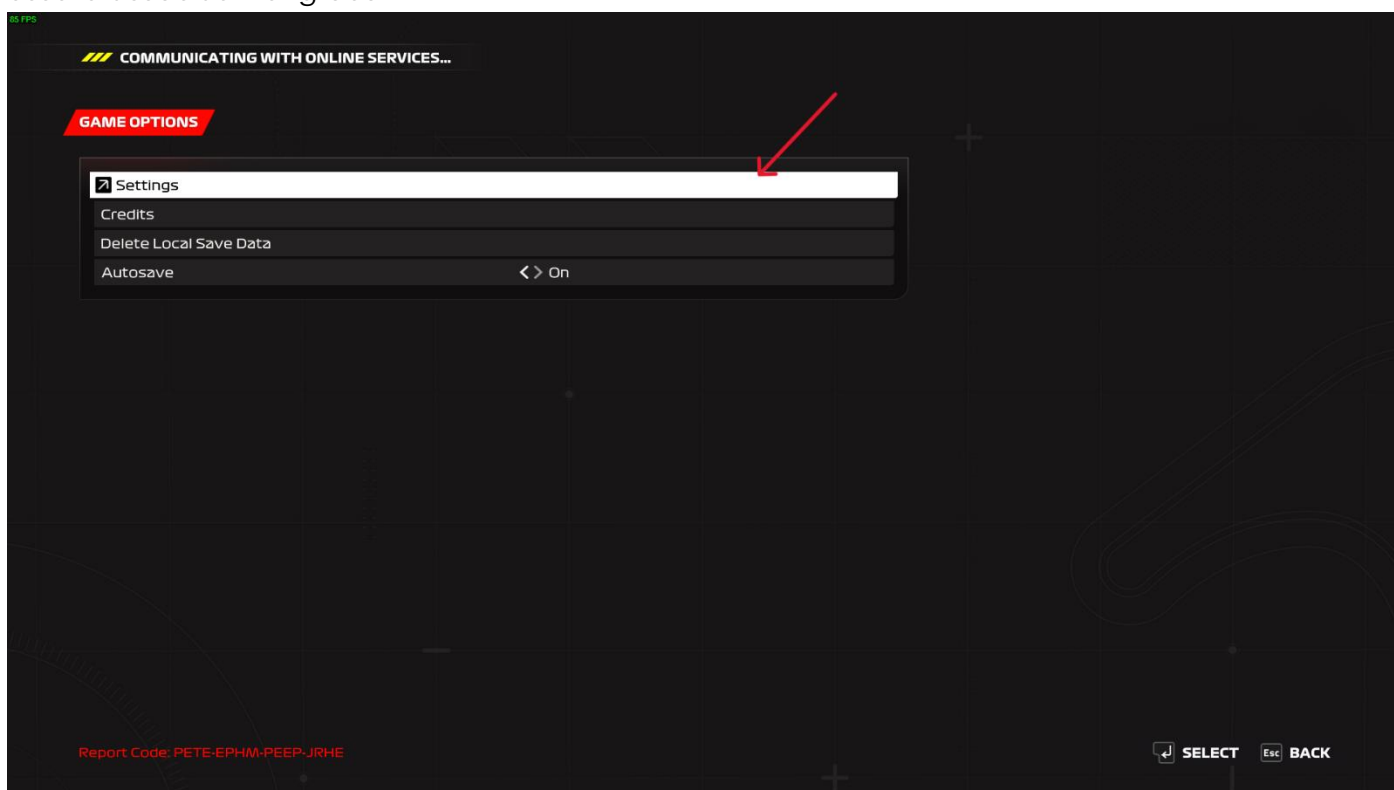 85 FPS
COMMUNICATING WITH ONLINE SERVICES...
GAME OPTIONS
Settings
Credits
Delete Local Save Data
Autosave < > On
Report Code: PETE-EPHM-PEEP-JRHE
SELECT Esc BACK